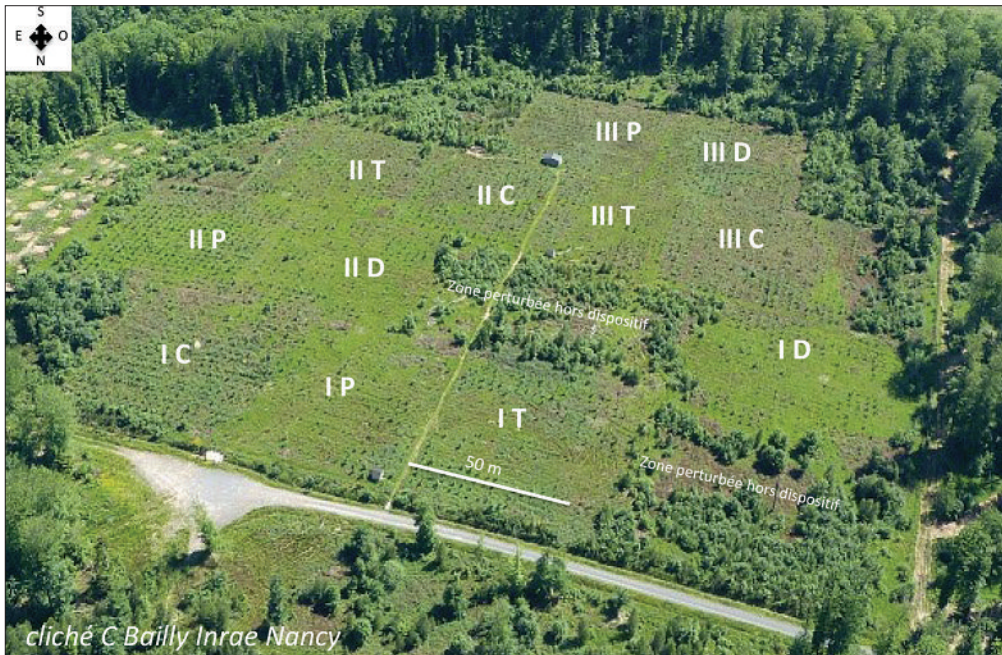 S
E O
N
III P
III D
II T
II C
III T
III C
II P
II D
Zone perturbée hors dispositif
I C
I D
I P
I T
50 m
Zone perturbée hors dispositif
cliché C Bailly Inrae Nancy